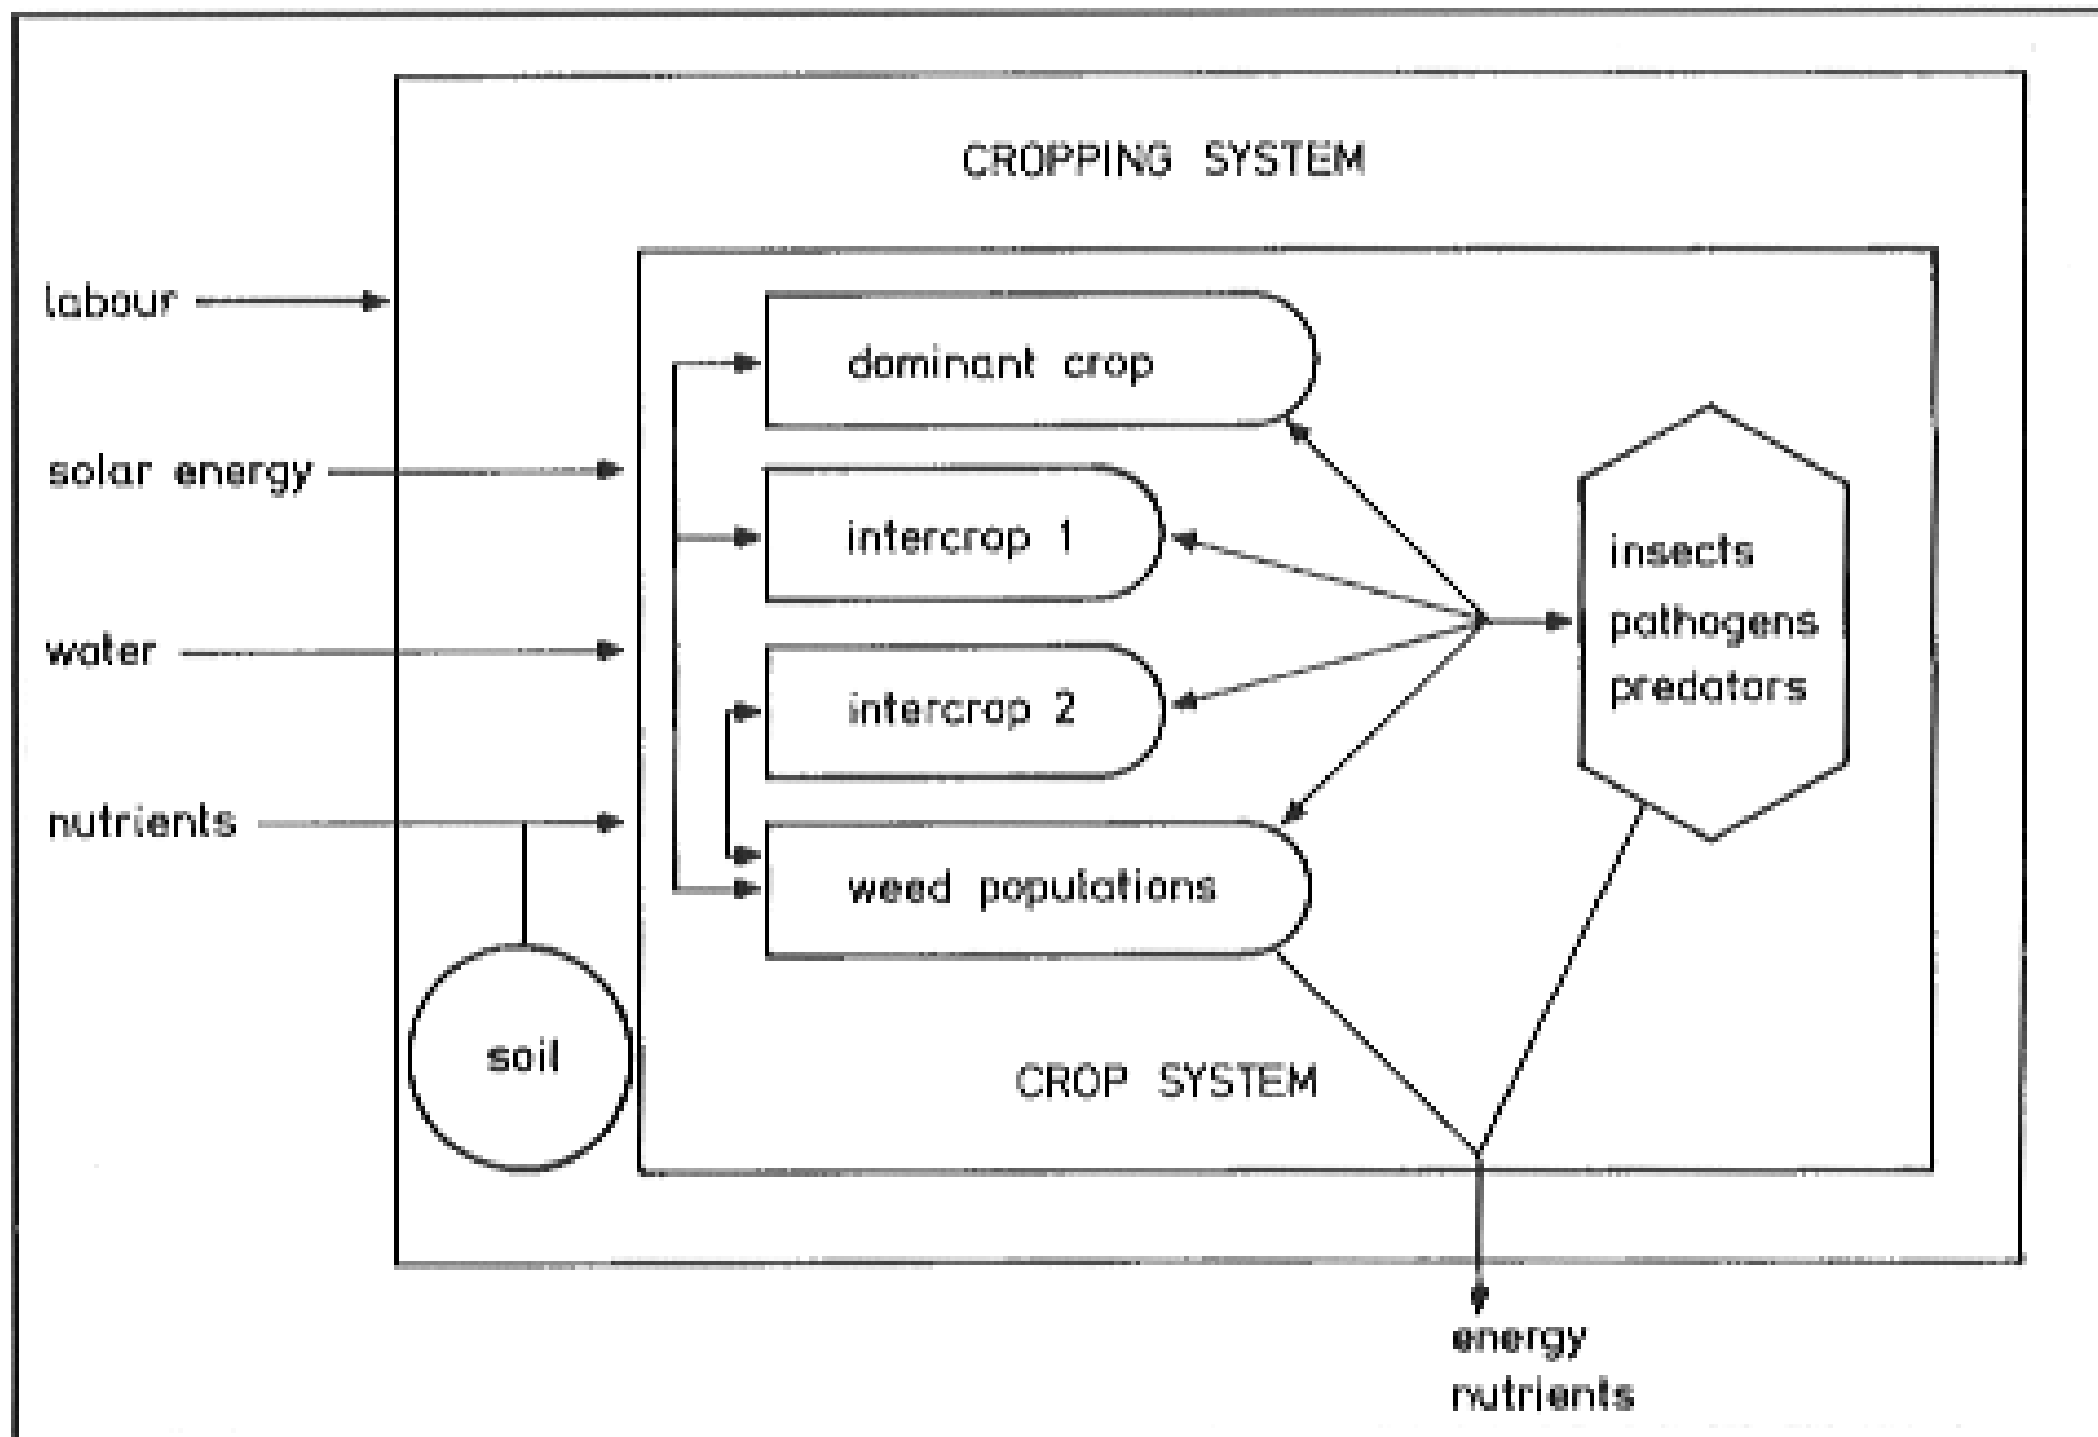 CROPPING SYSTEM
labour
dominant crop
solar energy
intercrop 1
insects
pathogens
predators
water
intercrop 2
nutrients
weed populations
soil
CROP SYSTEM
energy
nutrients